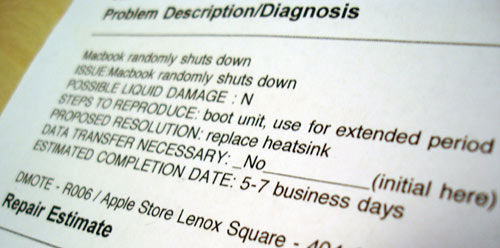 Problem Description/Diagnosis
Macbook randomly shuts down
ISSUE:Macbook randomly shuts down
POSSIBLE LIQUID DAMAGE : N
STEPS TO REPRODUCE: boot unit, use for extended period
PROPOSED RESOLUTION: replace heatsink
DATA TRANSFER NECESSARY: _No__________(initial here)
ESTIMATED COMPLETION DATE: 5-7 business days
DMOTE - R006 / Apple Store Lenox Square - 404
Repair Estimate